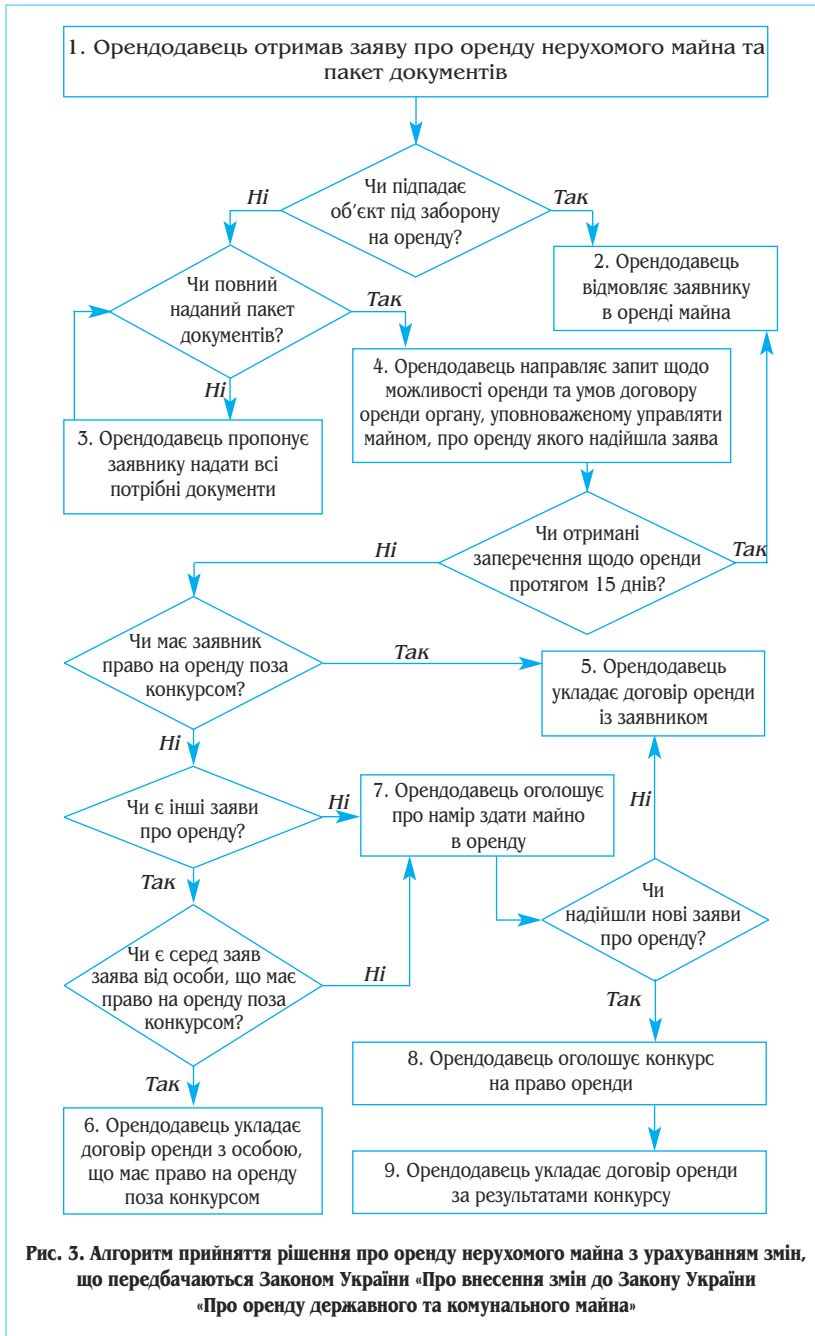 1. Орендодавець отримав заяву про оренду нерухомого майна та
пакет документів
Чи підпадає
об’єкт під заборону
на оренду?
Ні
Так
2. Орендодавець
відмовляє заявнику
в оренді майна
Чи повний
наданий пакет
документів?
Так
Ні
3. Орендодавець пропонує
заявнику надати всі
потрібні документи
4. Орендодавець направляє запит щодо
можливості оренди та умов договору
оренди органу, уповноваженому управляти
майном, про оренду якого надійшла заява
Чи отримані
заперечення щодо оренди
протягом 15 днів?
Ні
Так
Чи має заявник
право на оренду поза
конкурсом?
Так
Ні
5. Орендодавець
укладає договір оренди
із заявником
Чи є інші заяви
про оренду?
Ні
Так
7. Орендодавець оголошує
про намір здати майно
в оренду
Ні
Чи
надійшли нові заяви
про оренду?
Так
Чи є серед заяв
заява від особи, що має
право на оренду поза
конкурсом?
Ні
Так
6. Орендодавець укладає
договір оренди з особою,
що має право на оренду
поза конкурсом
8. Орендодавець оголошує конкурс
на право оренди
9. Орендодавець укладає договір оренди
за результатами конкурсу
Рис. 3. Алгоритм прийняття рішення про оренду нерухомого майна з урахуванням змін,
що передбачаються Законом України «Про внесення змін до Закону України
«Про оренду державного та комунального майна»